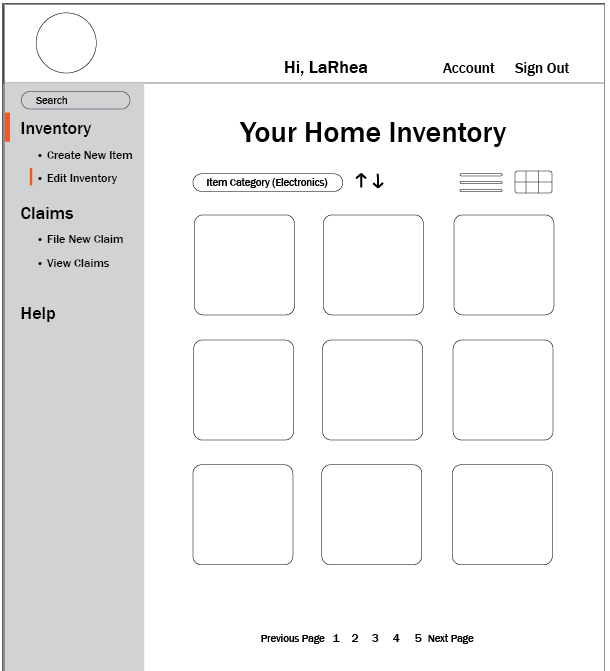 Hi, LaRhea
Account
Sign Out
Search
Inventory
• Create New Item
• Edit Inventory
Claims
• File New Claim
• View Claims
Help
Your Home Inventory
Item Category (Electronics) ↑↓
Previous Page 1 2 3 4 5 Next Page